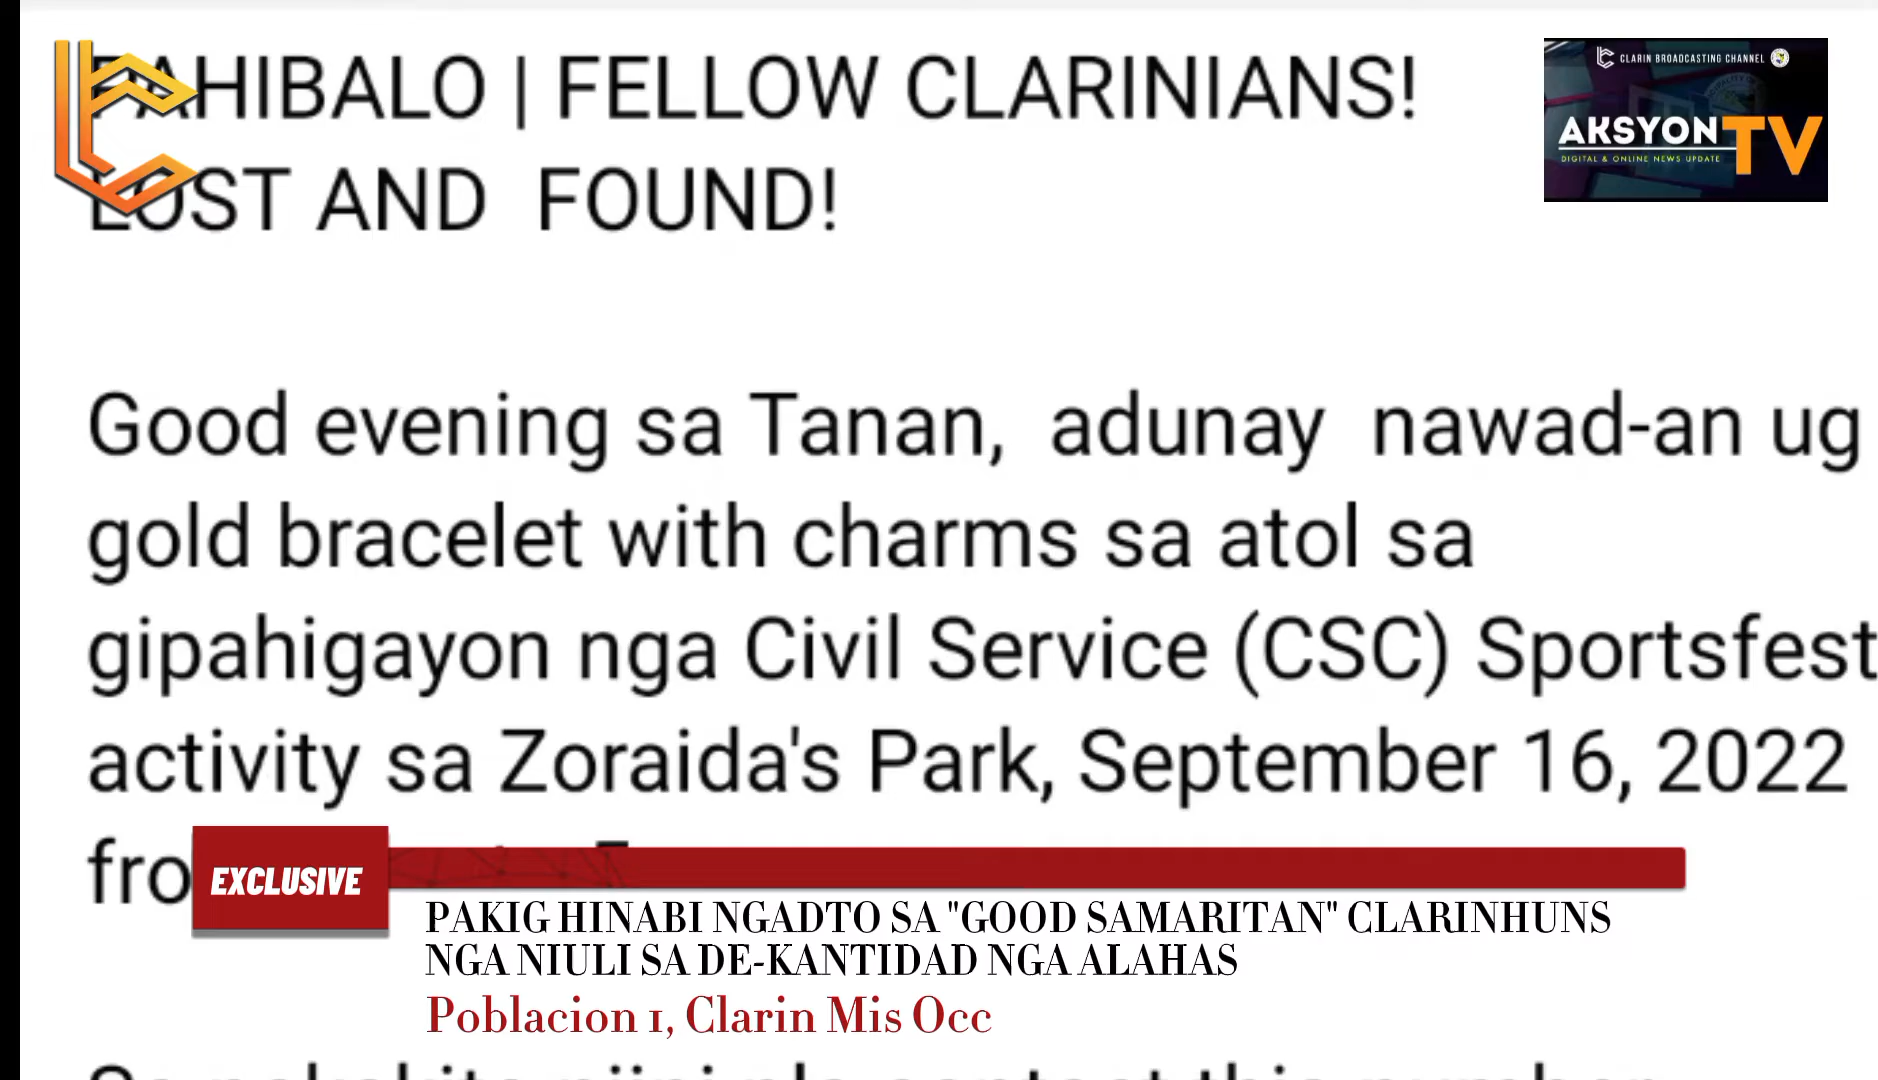 PAHIBALO | FELLOW CLARINIANS!
LOST AND FOUND!
CLARIN BROADCASTING CHANNEL
AKSYON TV
DIGITAL & ONLINE NEWS UPDATE
Good evening sa Tanan, adunay nawad-an ug
gold bracelet with charms sa atol sa
gipahigayon nga Civil Service (CSC) Sportsfest
activity sa Zoraida's Park, September 16, 2022
EXCLUSIVE
PAKIG HINABI NGADTO SA "GOOD SAMARITAN" CLARINHUNS
NGA NIULI SA DE-KANTIDAD NGA ALAHAS
Poblacion 1, Clarin Mis Occ